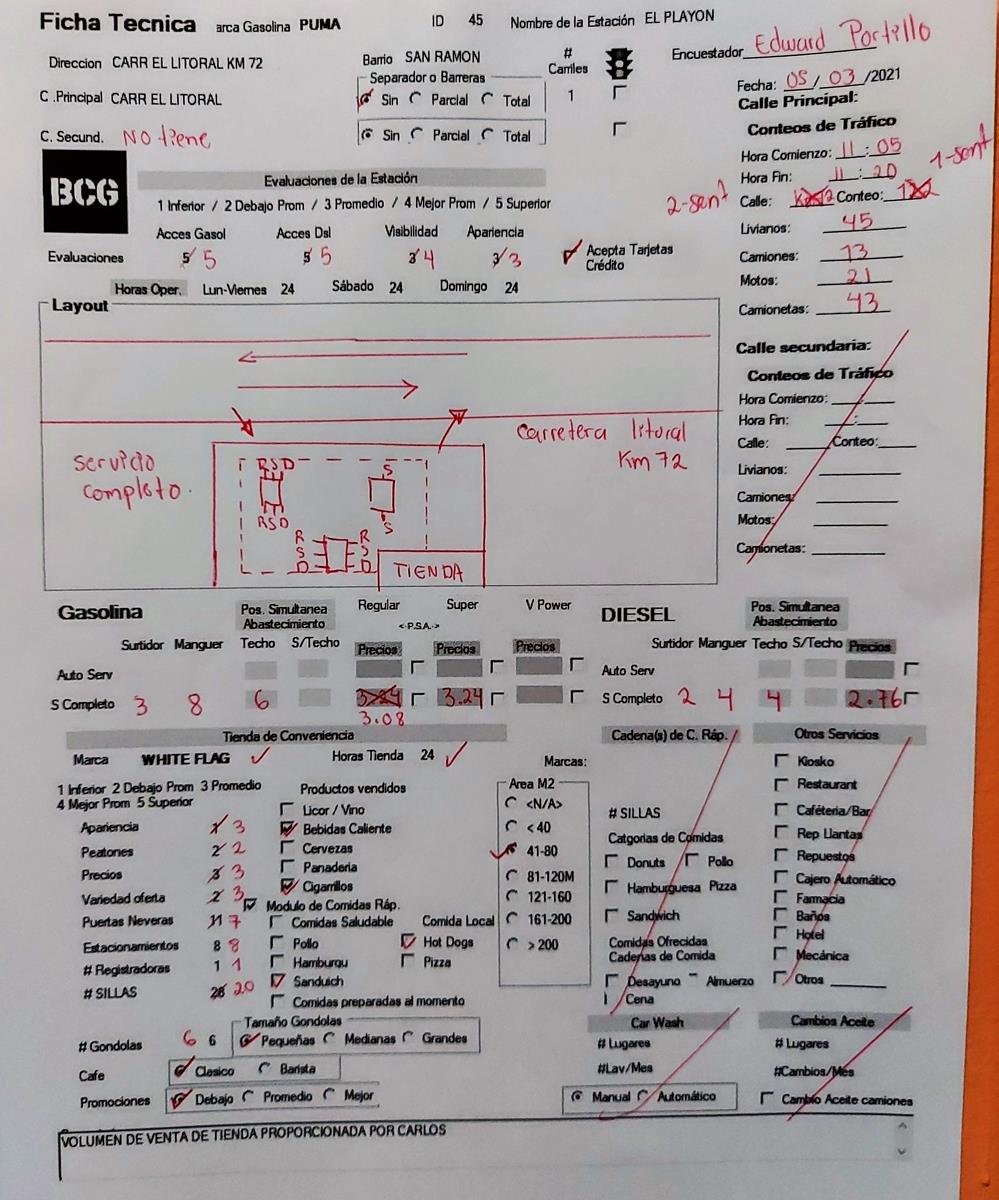 Ficha Tecnica arca Gasolina PUMA ID 45 Nombre de la Estación EL PLAYON
Encuestador Edward Portillo
Direccion CARR EL LITORAL KM 72 Barrio SAN RAMON # Carriles
Separador o Barreras
Fecha: 05/03/2021
C .Principal CARR EL LITORAL Sin Parcial Total 1
Calle Principal:
C. Secund. NO tiene Sin Parcial Total
Conteos de Tráfico
Hora Comienzo: 11:05
1-sent
Hora Fin: 11:20
2-sent
Calle: Conteo:
Livianos: 45
Camiones: 13
Motos: 21
Camionetas: 43
BCG
Evaluaciones de la Estación
1 Inferior / 2 Debajo Prom / 3 Promedio / 4 Mejor Prom / 5 Superior
Acces Gasol Acces Dsl Visibilidad Apariencia
Evaluaciones 5 5 5 5 3 4 3 3 Acepta Tarjetas Crédito
Horas Oper. Lun-Viernes 24 Sábado 24 Domingo 24
Layout
Carretera litoral
Km 72
Servicio
completo.
RSD
RSD
S
S
R
S
D
R
S
D
TIENDA
Calle secundaria:
Conteos de Tráfico
Hora Comienzo: __:__
Hora Fin: __:__
Calle: Conteo:
Livianos:
Camiones:
Motos:
Camionetas:
Gasolina Pos. Simultanea Abastecimiento Regular Super V Power
<-P.S.A.->
Surtidor Manguer Techo S/Techo Precios Precios Precios
Auto Serv
S Completo 3 8 6 3.24 3.24
3.08
DIESEL Pos. Simultanea Abastecimiento
Surtidor Manguer Techo S/Techo Precios
Auto Serv
S Completo 2 4 4 2.76
Tienda de Conveniencia
Marca WHITE FLAG Horas Tienda 24 Marcas:
1 Inferior 2 Debajo Prom 3 Promedio
4 Mejor Prom 5 Superior
Apariencia 3
Peatones 2 2
Precios 3 3
Variedad oferta 2 3
Puertas Neveras 11 7
Estacionamientos 8 8
# Registradoras 1 1
# SILLAS 20
Productos vendidos
Licor / Vino
Bebidas Caliente
Cervezas
Panaderia
Cigarrillos
Modulo de Comidas Ráp.
Comidas Saludable Comida Local
Pollo Hot Dogs
Hamburqu Pizza
Sanduich
Comidas preparadas al momento
Area M2
<N/A>
< 40
41-80
81-120M
121-160
161-200
> 200
Tamaño Gondolas
# Gondolas 6 6 Pequeñas Medianas Grandes
Cafe Clasico Barista
Promociones Debajo Promedio Mejor
Cadena(s) de C. Ráp.
# SILLAS
Catgorias de Comidas
Donuts Pollo
Hamburguesa Pizza
Sandwich
Comidas Ofrecidas
Cadenas de Comida
Desayuno Almuerzo
Cena
Otros Servicios
Kiosko
Restaurant
Caféteria/Bar
Rep Llantas
Repuestos
Cajero Automático
Farmacia
Baños
Hotel
Mecánica
Otros
Car Wash
# Lugares
#Lav/Mes
Manual Automático
Cambios Aceite
# Lugares
#Cambios/Mes
Cambio Aceite camiones
VOLUMEN DE VENTA DE TIENDA PROPORCIONADA POR CARLOS